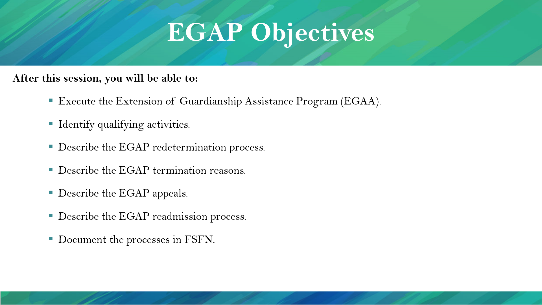 EGAP Objectives
After this session, you will be able to:
▪ Execute the Extension of Guardianship Assistance Program (EGAA).
▪ Identify qualifying activities.
▪ Describe the EGAP redetermination process.
▪ Describe the EGAP termination reasons.
▪ Describe the EGAP appeals.
▪ Describe the EGAP readmission process.
▪ Document the processes in FSFN.